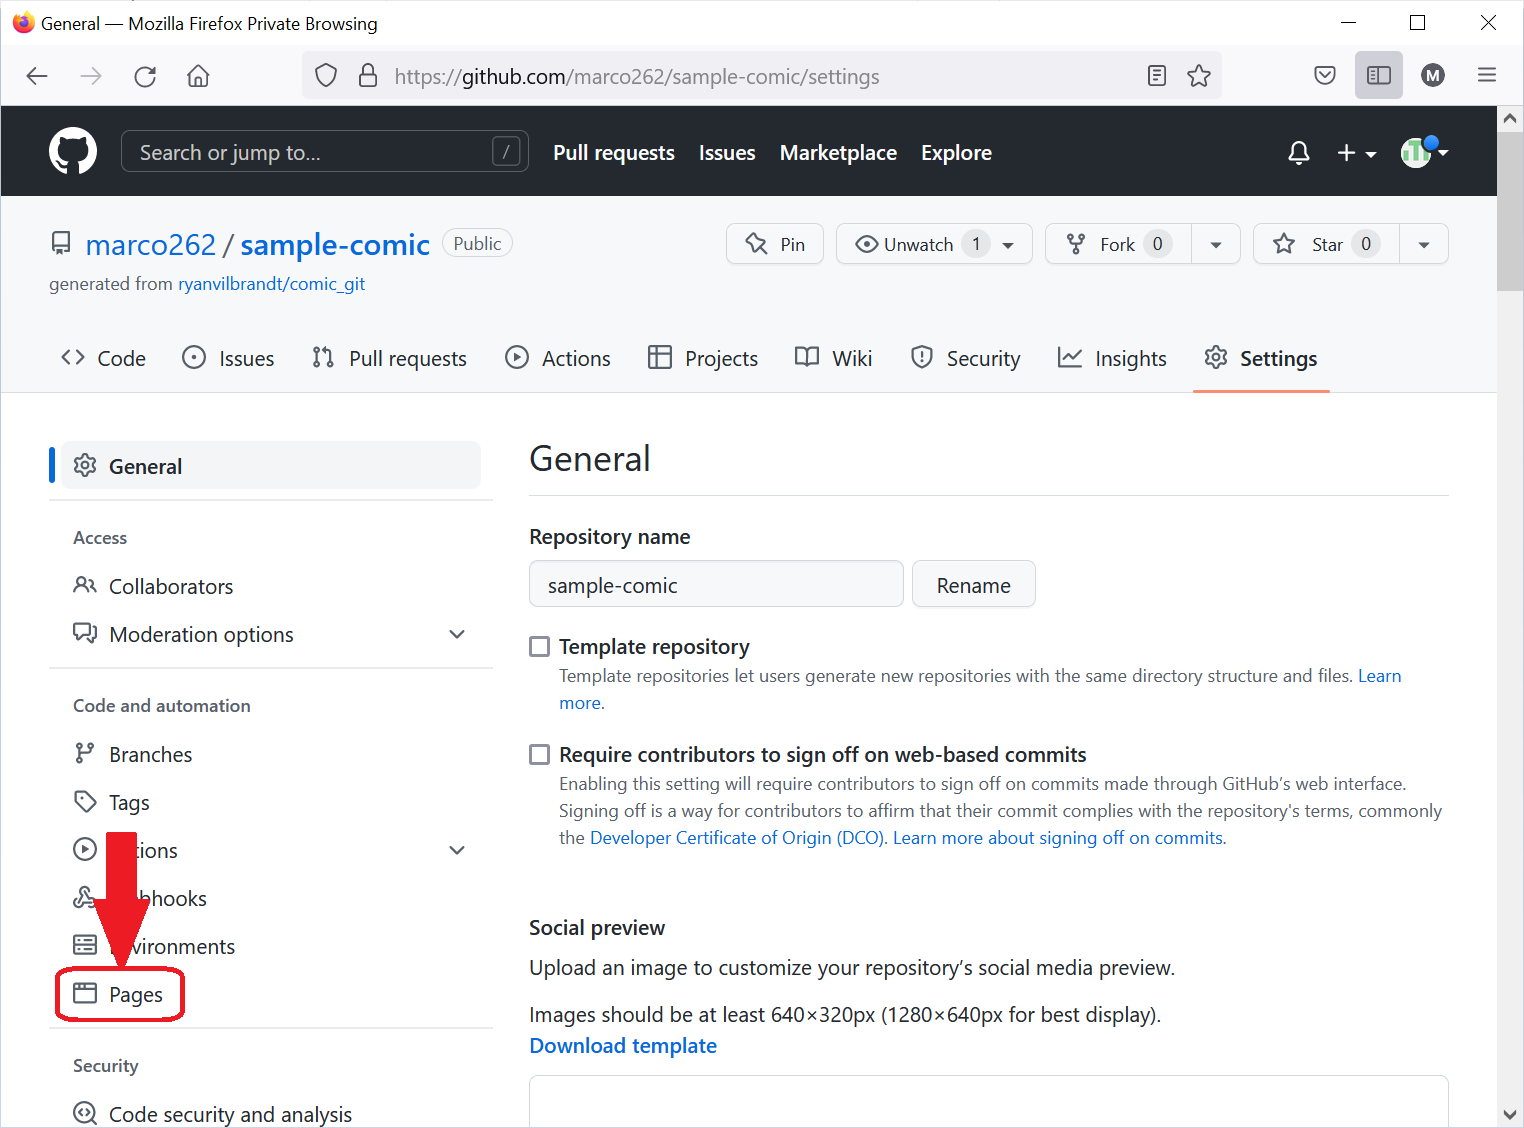 General — Mozilla Firefox Private Browsing
https://github.com/marco262/sample-comic/settings
M
Search or jump to... /
Pull requests Issues Marketplace Explore
marco262 / sample-comic Public
Pin Unwatch 1 Fork 0 Star 0
generated from ryanvilbrandt/comic_git
Code Issues Pull requests Actions Projects Wiki Security Insights Settings
General
Access
Collaborators
Moderation options
Code and automation
Branches
Tags
tions
bhooks
vironments
Pages
Security
Code security and analysis
General
Repository name
sample-comic Rename
Template repository
Template repositories let users generate new repositories with the same directory structure and files. Learn
more.
Require contributors to sign off on web-based commits
Enabling this setting will require contributors to sign off on commits made through GitHub’s web interface.
Signing off is a way for contributors to affirm that their commit complies with the repository's terms, commonly
the Developer Certificate of Origin (DCO). Learn more about signing off on commits.
Social preview
Upload an image to customize your repository’s social media preview.
Images should be at least 640×320px (1280×640px for best display).
Download template